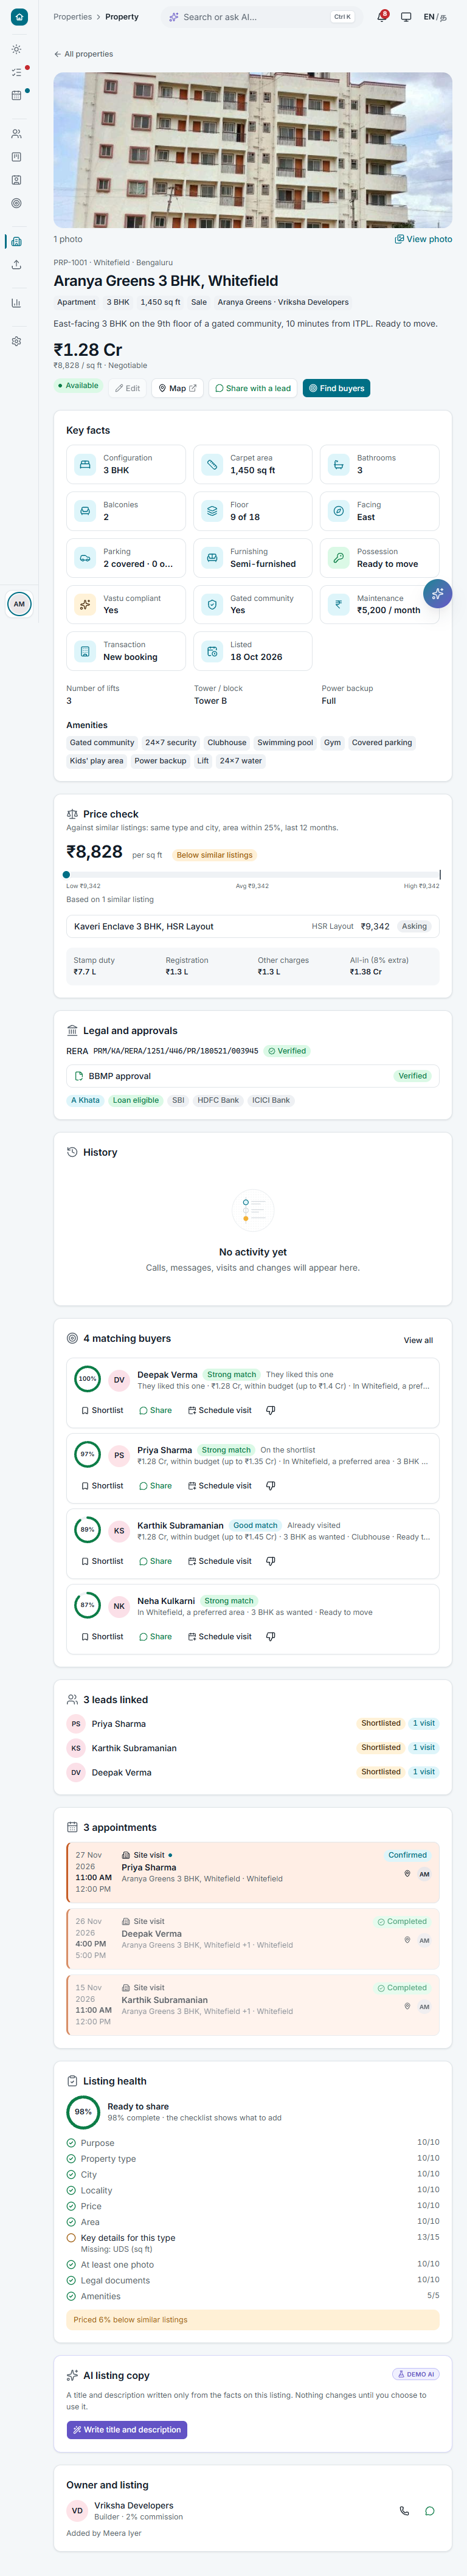 Properties > Property
Search or ask AI...
Ctrl K
8
EN / あ
← All properties
1 photo
View photo
PRP-1001 · Whitefield · Bengaluru
Aranya Greens 3 BHK, Whitefield
Apartment
3 BHK
1,450 sq ft
Sale
Aranya Greens · Vriksha Developers
East-facing 3 BHK on the 9th floor of a gated community, 10 minutes from ITPL. Ready to move.
₹1.28 Cr
₹8,828 / sq ft · Negotiable
Available
Edit
Map
Share with a lead
Find buyers
Key facts
Configuration
3 BHK
Carpet area
1,450 sq ft
Bathrooms
3
Balconies
2
Floor
9 of 18
Facing
East
Parking
2 covered · 0 o...
Furnishing
Semi-furnished
Possession
Ready to move
AM
Vastu compliant
Yes
Gated community
Yes
Maintenance
₹5,200 / month
Transaction
New booking
Listed
18 Oct 2026
Number of lifts
3
Tower / block
Tower B
Power backup
Full
Amenities
Gated community
24×7 security
Clubhouse
Swimming pool
Gym
Covered parking
Kids' play area
Power backup
Lift
24×7 water
Price check
Against similar listings: same type and city, area within 25%, last 12 months.
₹8,828 per sq ft
Below similar listings
Low ₹9,342
Avg ₹9,342
High ₹9,342
Based on 1 similar listing
Kaveri Enclave 3 BHK, HSR Layout
HSR Layout
₹9,342
Asking
Stamp duty
₹7.7 L
Registration
₹1.3 L
Other charges
₹1.3 L
All-in (8% extra)
₹1.38 Cr
Legal and approvals
RERA PRM/KA/RERA/1251/446/PR/180521/003945
Verified
BBMP approval
Verified
A Khata
Loan eligible
SBI
HDFC Bank
ICICI Bank
History
No activity yet
Calls, messages, visits and changes will appear here.
4 matching buyers
View all
100%
DV
Deepak Verma
Strong match
They liked this one
They liked this one · ₹1.28 Cr, within budget (up to ₹1.4 Cr) · In Whitefield, a pref...
Shortlist
Share
Schedule visit
97%
PS
Priya Sharma
Strong match
On the shortlist
₹1.28 Cr, within budget (up to ₹1.35 Cr) · In Whitefield, a preferred area · 3 BHK ...
Shortlist
Share
Schedule visit
89%
KS
Karthik Subramanian
Good match
Already visited
₹1.28 Cr, within budget (up to ₹1.45 Cr) · 3 BHK as wanted · Clubhouse · Ready t...
Shortlist
Share
Schedule visit
87%
NK
Neha Kulkarni
Strong match
In Whitefield, a preferred area · 3 BHK as wanted · Ready to move
Shortlist
Share
Schedule visit
3 leads linked
PS
Priya Sharma
Shortlisted
1 visit
KS
Karthik Subramanian
Shortlisted
1 visit
DV
Deepak Verma
Shortlisted
1 visit
3 appointments
27 Nov 2026
11:00 AM
12:00 PM
Site visit
Priya Sharma
Aranya Greens 3 BHK, Whitefield · Whitefield
Confirmed
AM
26 Nov 2026
4:00 PM
5:00 PM
Site visit
Deepak Verma
Aranya Greens 3 BHK, Whitefield +1 · Whitefield
Completed
AM
15 Nov 2026
11:00 AM
12:00 PM
Site visit
Karthik Subramanian
Aranya Greens 3 BHK, Whitefield +1 · Whitefield
Completed
AM
Listing health
98%
Ready to share
98% complete · the checklist shows what to add
Purpose 10/10
Property type 10/10
City 10/10
Locality 10/10
Price 10/10
Area 10/10
Key details for this type 13/15
Missing: UDS (sq ft)
At least one photo 10/10
Legal documents 10/10
Amenities 5/5
Priced 6% below similar listings
AI listing copy
DEMO AI
A title and description written only from the facts on this listing. Nothing changes until you choose to
use it.
Write title and description
Owner and listing
VD
Vriksha Developers
Builder · 2% commission
Added by Meera Iyer